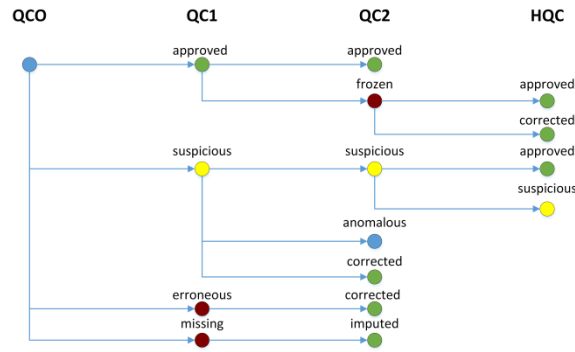 QCO QC1 QC2 HQC
approved approved
frozen approved
corrected
suspicious suspicious approved
suspicious
anomalous
corrected
erroneous corrected
missing imputed